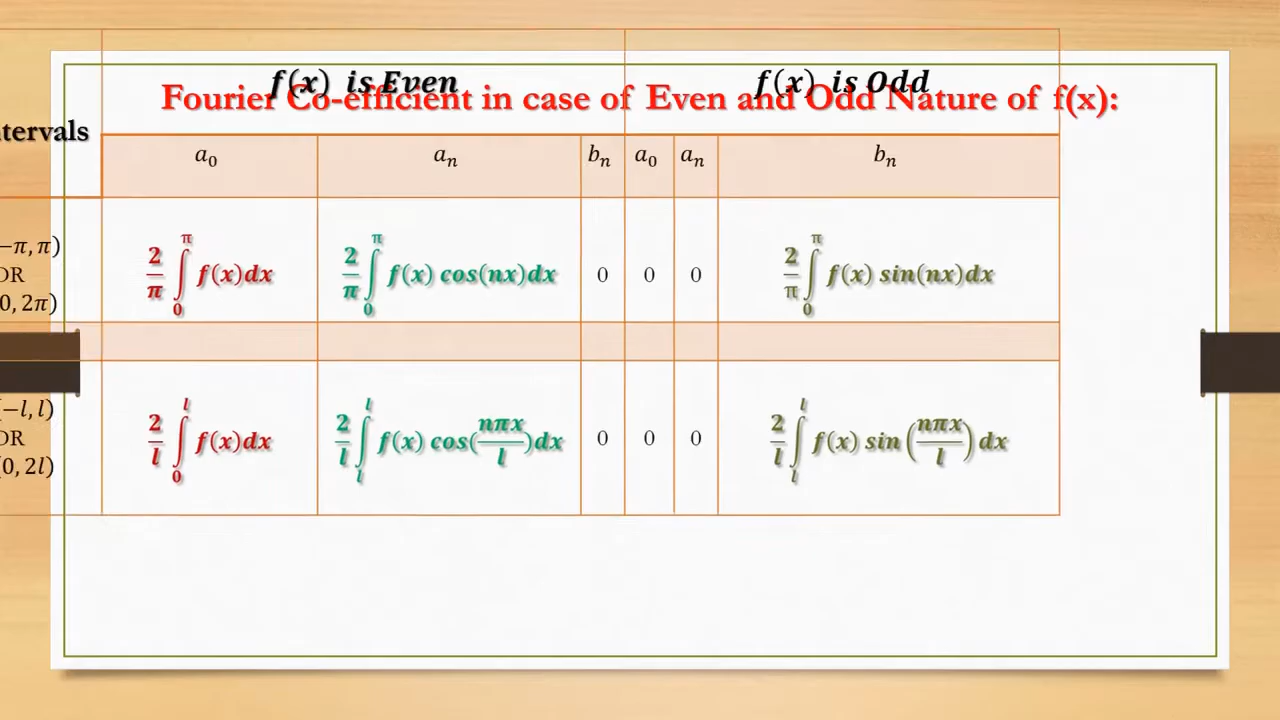 f(x) is Even f(x) is Odd
Fourier Co-efficient in case of Even and Odd Nature of f(x):
ntervals
a₀ aₙ bₙ a₀ aₙ bₙ
−π, π)
OR
0, 2π)
2/π ∫₀^π f(x)dx 2/π ∫₀^π f(x) cos(nx)dx 0 0 0 2/π ∫₀^π f(x) sin(nx)dx
(−l, l)
OR
(0, 2l)
2/l ∫₀^l f(x)dx 2/l ∫_l^l f(x) cos(nπx/l)dx 0 0 0 2/l ∫_l^l f(x) sin(nπx/l) dx